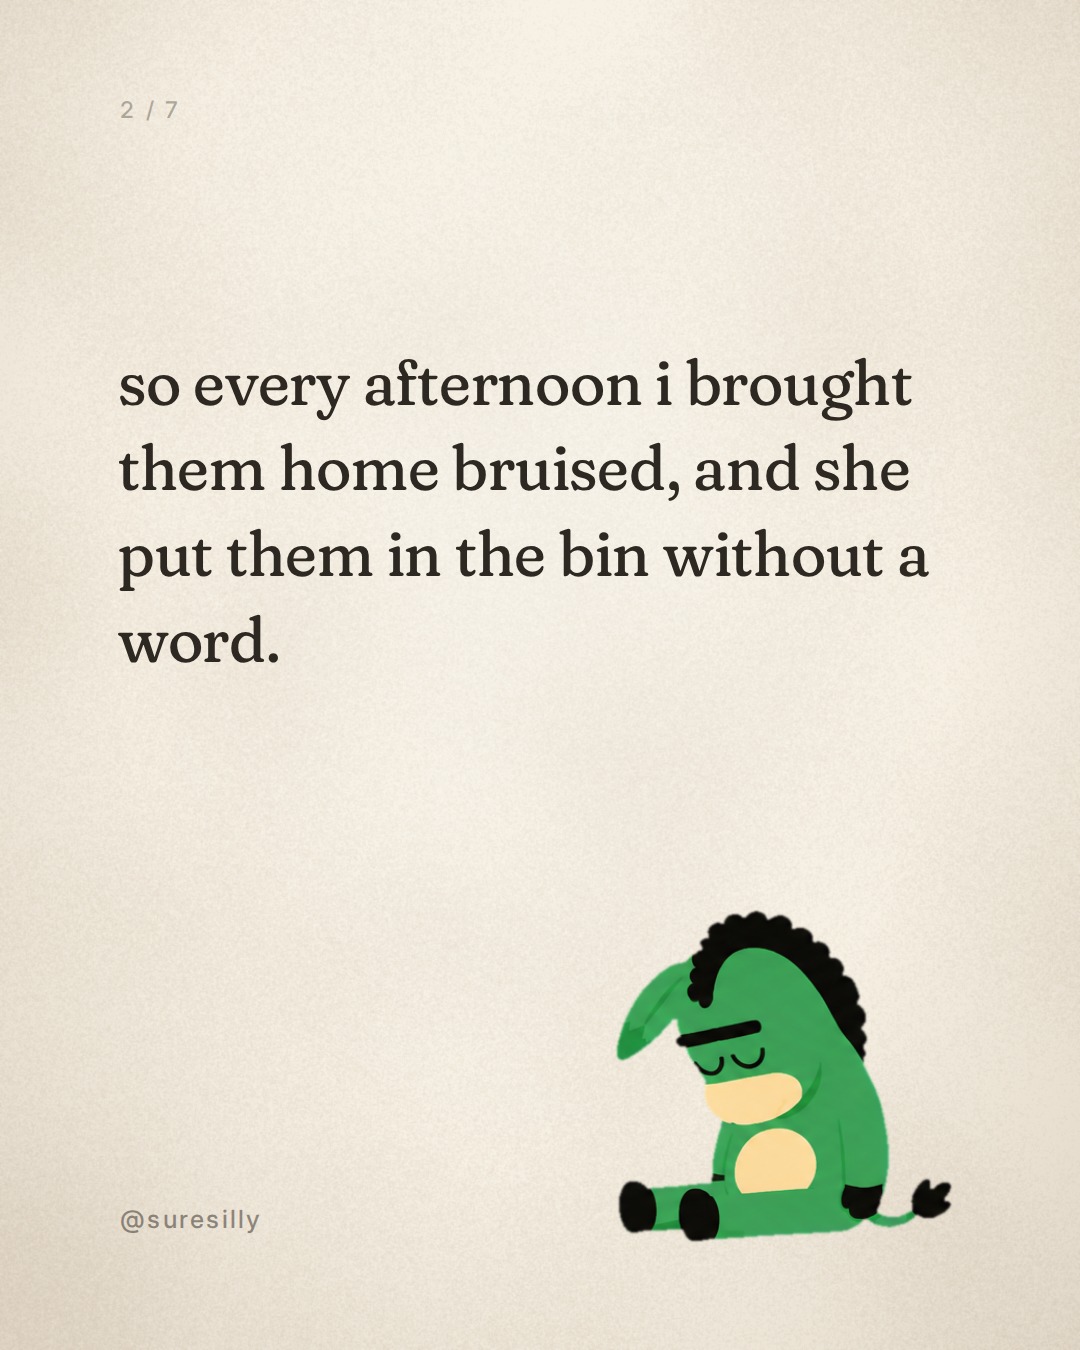 2 / 7
so every afternoon i brought
them home bruised, and she
put them in the bin without a
word.
@suresilly